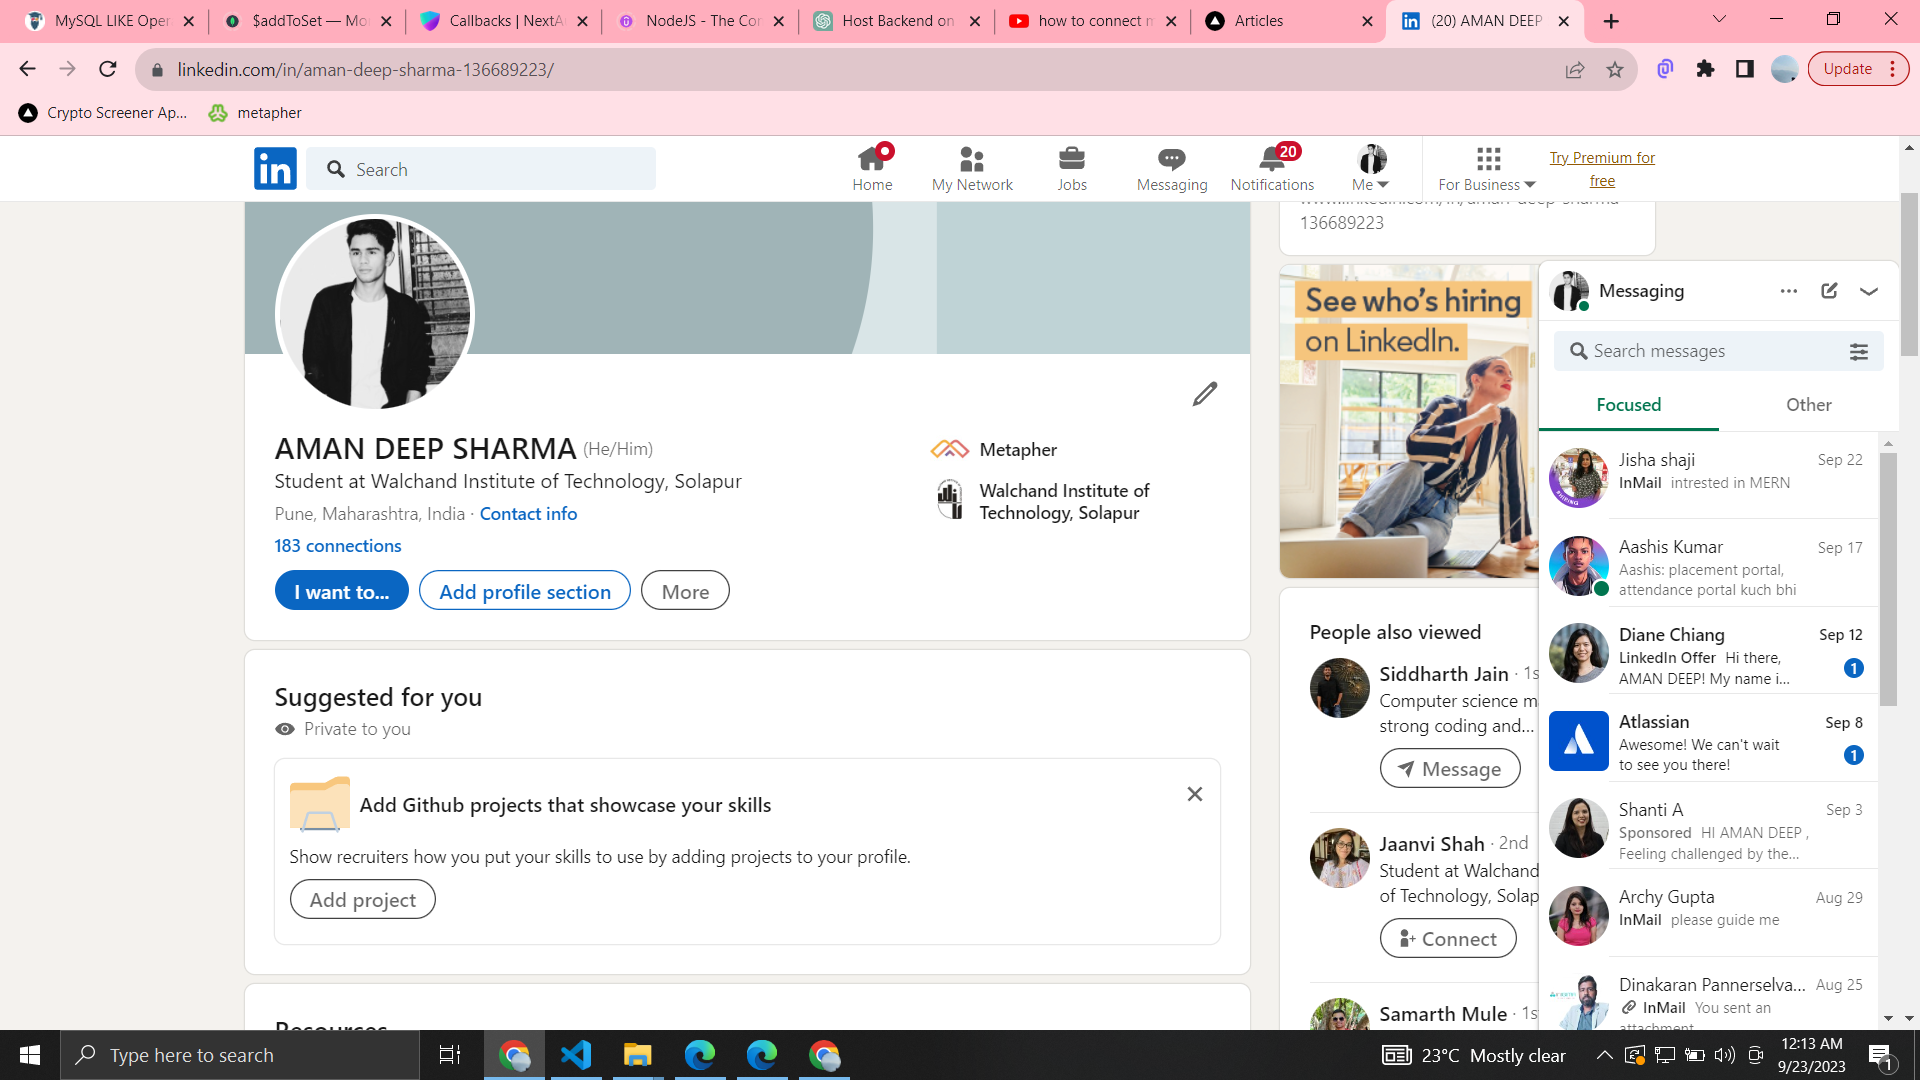 MySQL LIKE Oper
$addToSet — Mo
Callbacks | NextA
NodeJS - The Co
Host Backend on
how to connect m
Articles
(20) AMAN DEEP
linkedin.com/in/aman-deep-sharma-136689223/
Update
Crypto Screener Ap...
metapher
in
Search
Home
My Network
Jobs
Messaging
20
Notifications
Me
For Business
Try Premium for
free
www.linkedin.com/in/aman-deep-sharma-
136689223
See who's hiring
on LinkedIn.
AMAN DEEP SHARMA (He/Him)
Student at Walchand Institute of Technology, Solapur
Pune, Maharashtra, India · Contact info
183 connections
I want to...
Add profile section
More
Metapher
Walchand Institute of
Technology, Solapur
Suggested for you
Private to you
Add Github projects that showcase your skills
Show recruiters how you put your skills to use by adding projects to your profile.
Add project
Resources
People also viewed
Siddharth Jain · 1s
Computer science m
strong coding and...
Message
Jaanvi Shah · 2nd
Student at Walchand
of Technology, Solap
Connect
Samarth Mule · 1s
Messaging
Search messages
Focused
Other
Jisha shaji
Sep 22
InMail intrested in MERN
Aashis Kumar
Sep 17
Aashis: placement portal,
attendance portal kuch bhi
Diane Chiang
Sep 12
LinkedIn Offer Hi there,
AMAN DEEP! My name i...
1
Atlassian
Sep 8
Awesome! We can't wait
to see you there!
1
Shanti A
Sep 3
Sponsored HI AMAN DEEP ,
Feeling challenged by the...
Archy Gupta
Aug 29
InMail please guide me
Dinakaran Pannerselva...
Aug 25
InMail You sent an
attachment
Type here to search
23°C Mostly clear
12:13 AM
9/23/2023
1